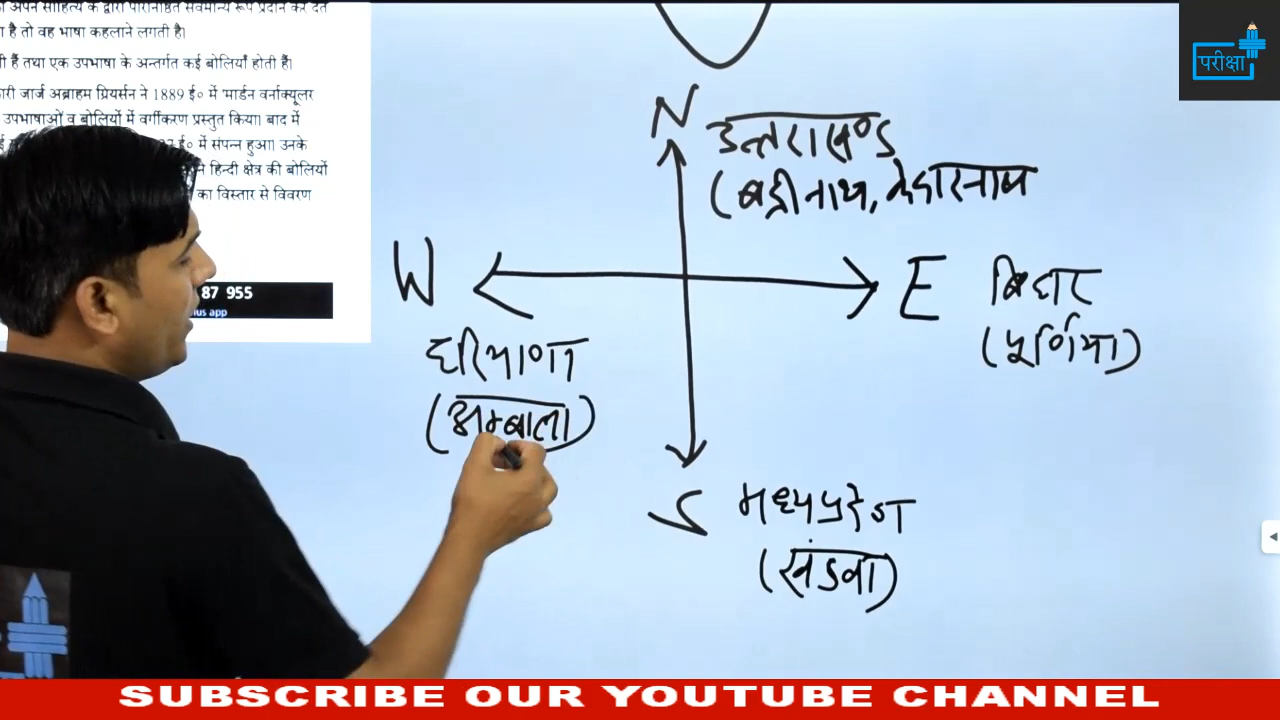 है तो वह भाषा कहलाने लगती है।
हैं तथा एक उपभाषा के अन्तर्गत कई बोलियाँ होती हैं।
जार्ज अब्राहम ग्रियर्सन ने 1889 ई० में 'मार्डन वर्नाक्यूलर
उपभाषाओं व बोलियों में वर्गीकरण प्रस्तुत किया। बाद में
ई० में संपन्न हुआ। उनके
हिन्दी क्षेत्र की बोलियों
का विस्तार से विवरण
87 955
परीक्षा
N
उत्तराखण्ड
(बद्रीनाथ, केदारनाथ
W
E
बिहार
(पूर्णिया)
हरियाणा
(अम्बाला)
S
मध्यप्रदेश
(खंडवा)
SUBSCRIBE OUR YOUTUBE CHANNEL